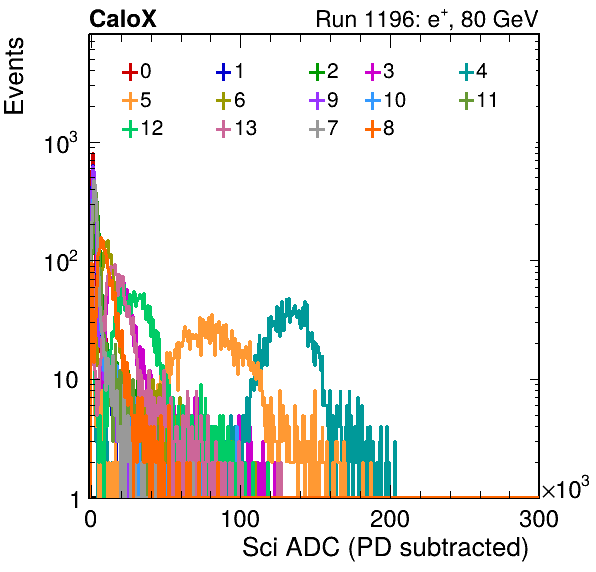 CaloX Run 1196: e⁺, 80 GeV
Events
0 1 2 3 4
5 6 9 10 11
12 13 7 8
10³
10²
10
1
0 100 200 300 ×10³
Sci ADC (PD subtracted)